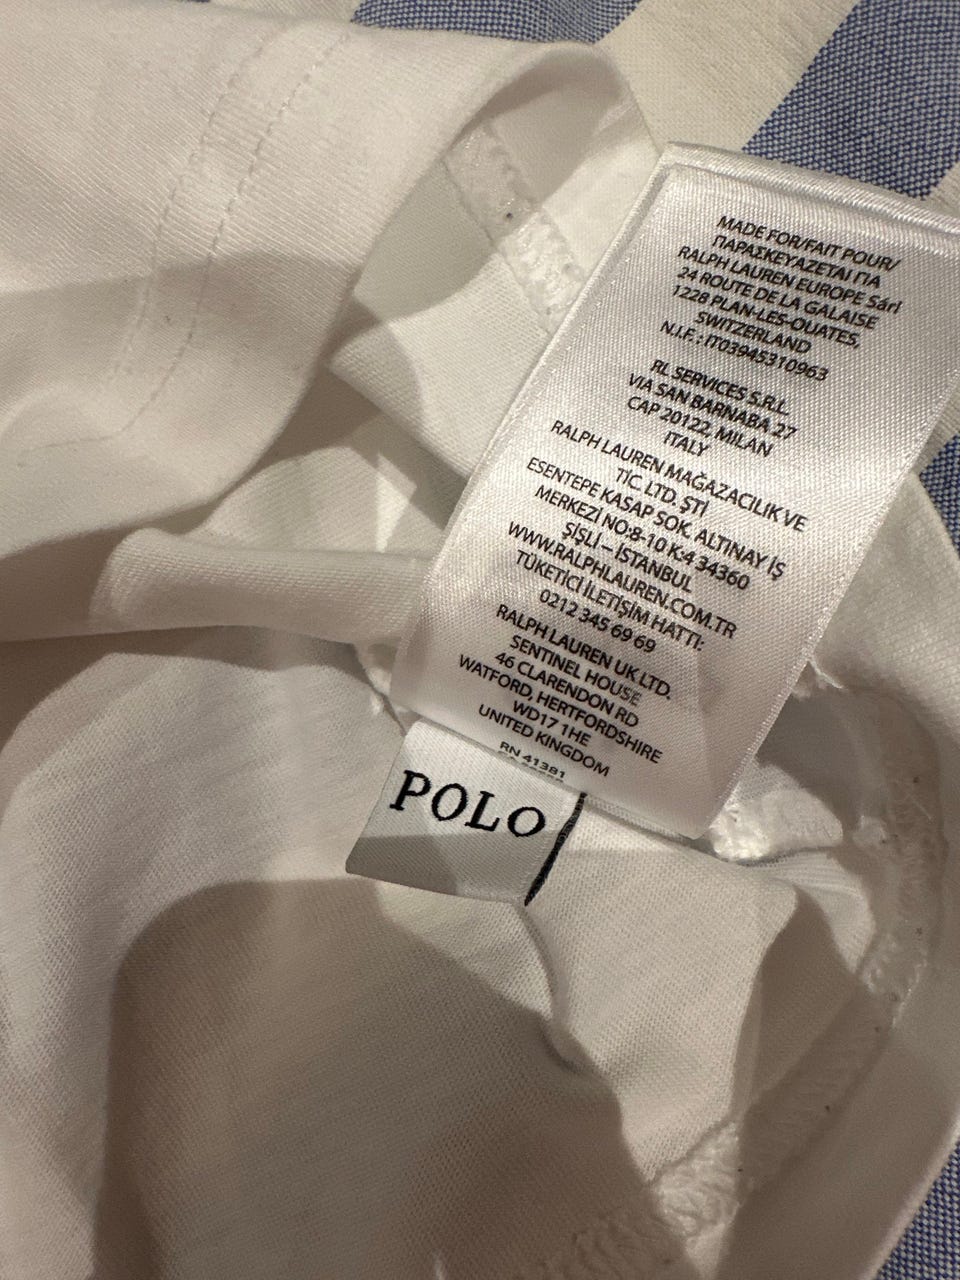 MADE FOR/FAIT POUR/
ΠΑΡΑΣΚΕΥΑΖΕΤΑΙ ΓΙΑ
RALPH LAUREN EUROPE Sárl
24 ROUTE DE LA GALAISE
1228 PLAN-LES-OUATES,
SWITZERLAND
N.I.F. : IT03945310963
RL SERVICES S.R.L.
VIA SAN BARNABA 27
CAP 20122, MILAN
ITALY
RALPH LAUREN MAĞAZACILIK VE
TİC. LTD. ŞTİ
ESENTEPE KASAP SOK. ALTINAY İŞ
MERKEZİ NO:8-10 K:4 34360
ŞİŞLİ – İSTANBUL
WWW.RALPHLAUREN.COM.TR
TÜKETİCİ İLETİŞİM HATTI:
0212 345 69 69
RALPH LAUREN UK LTD.
SENTINEL HOUSE
46 CLARENDON RD
WATFORD, HERTFORDSHIRE
WD17 1HE
UNITED KINGDOM
RN 41381
POLO